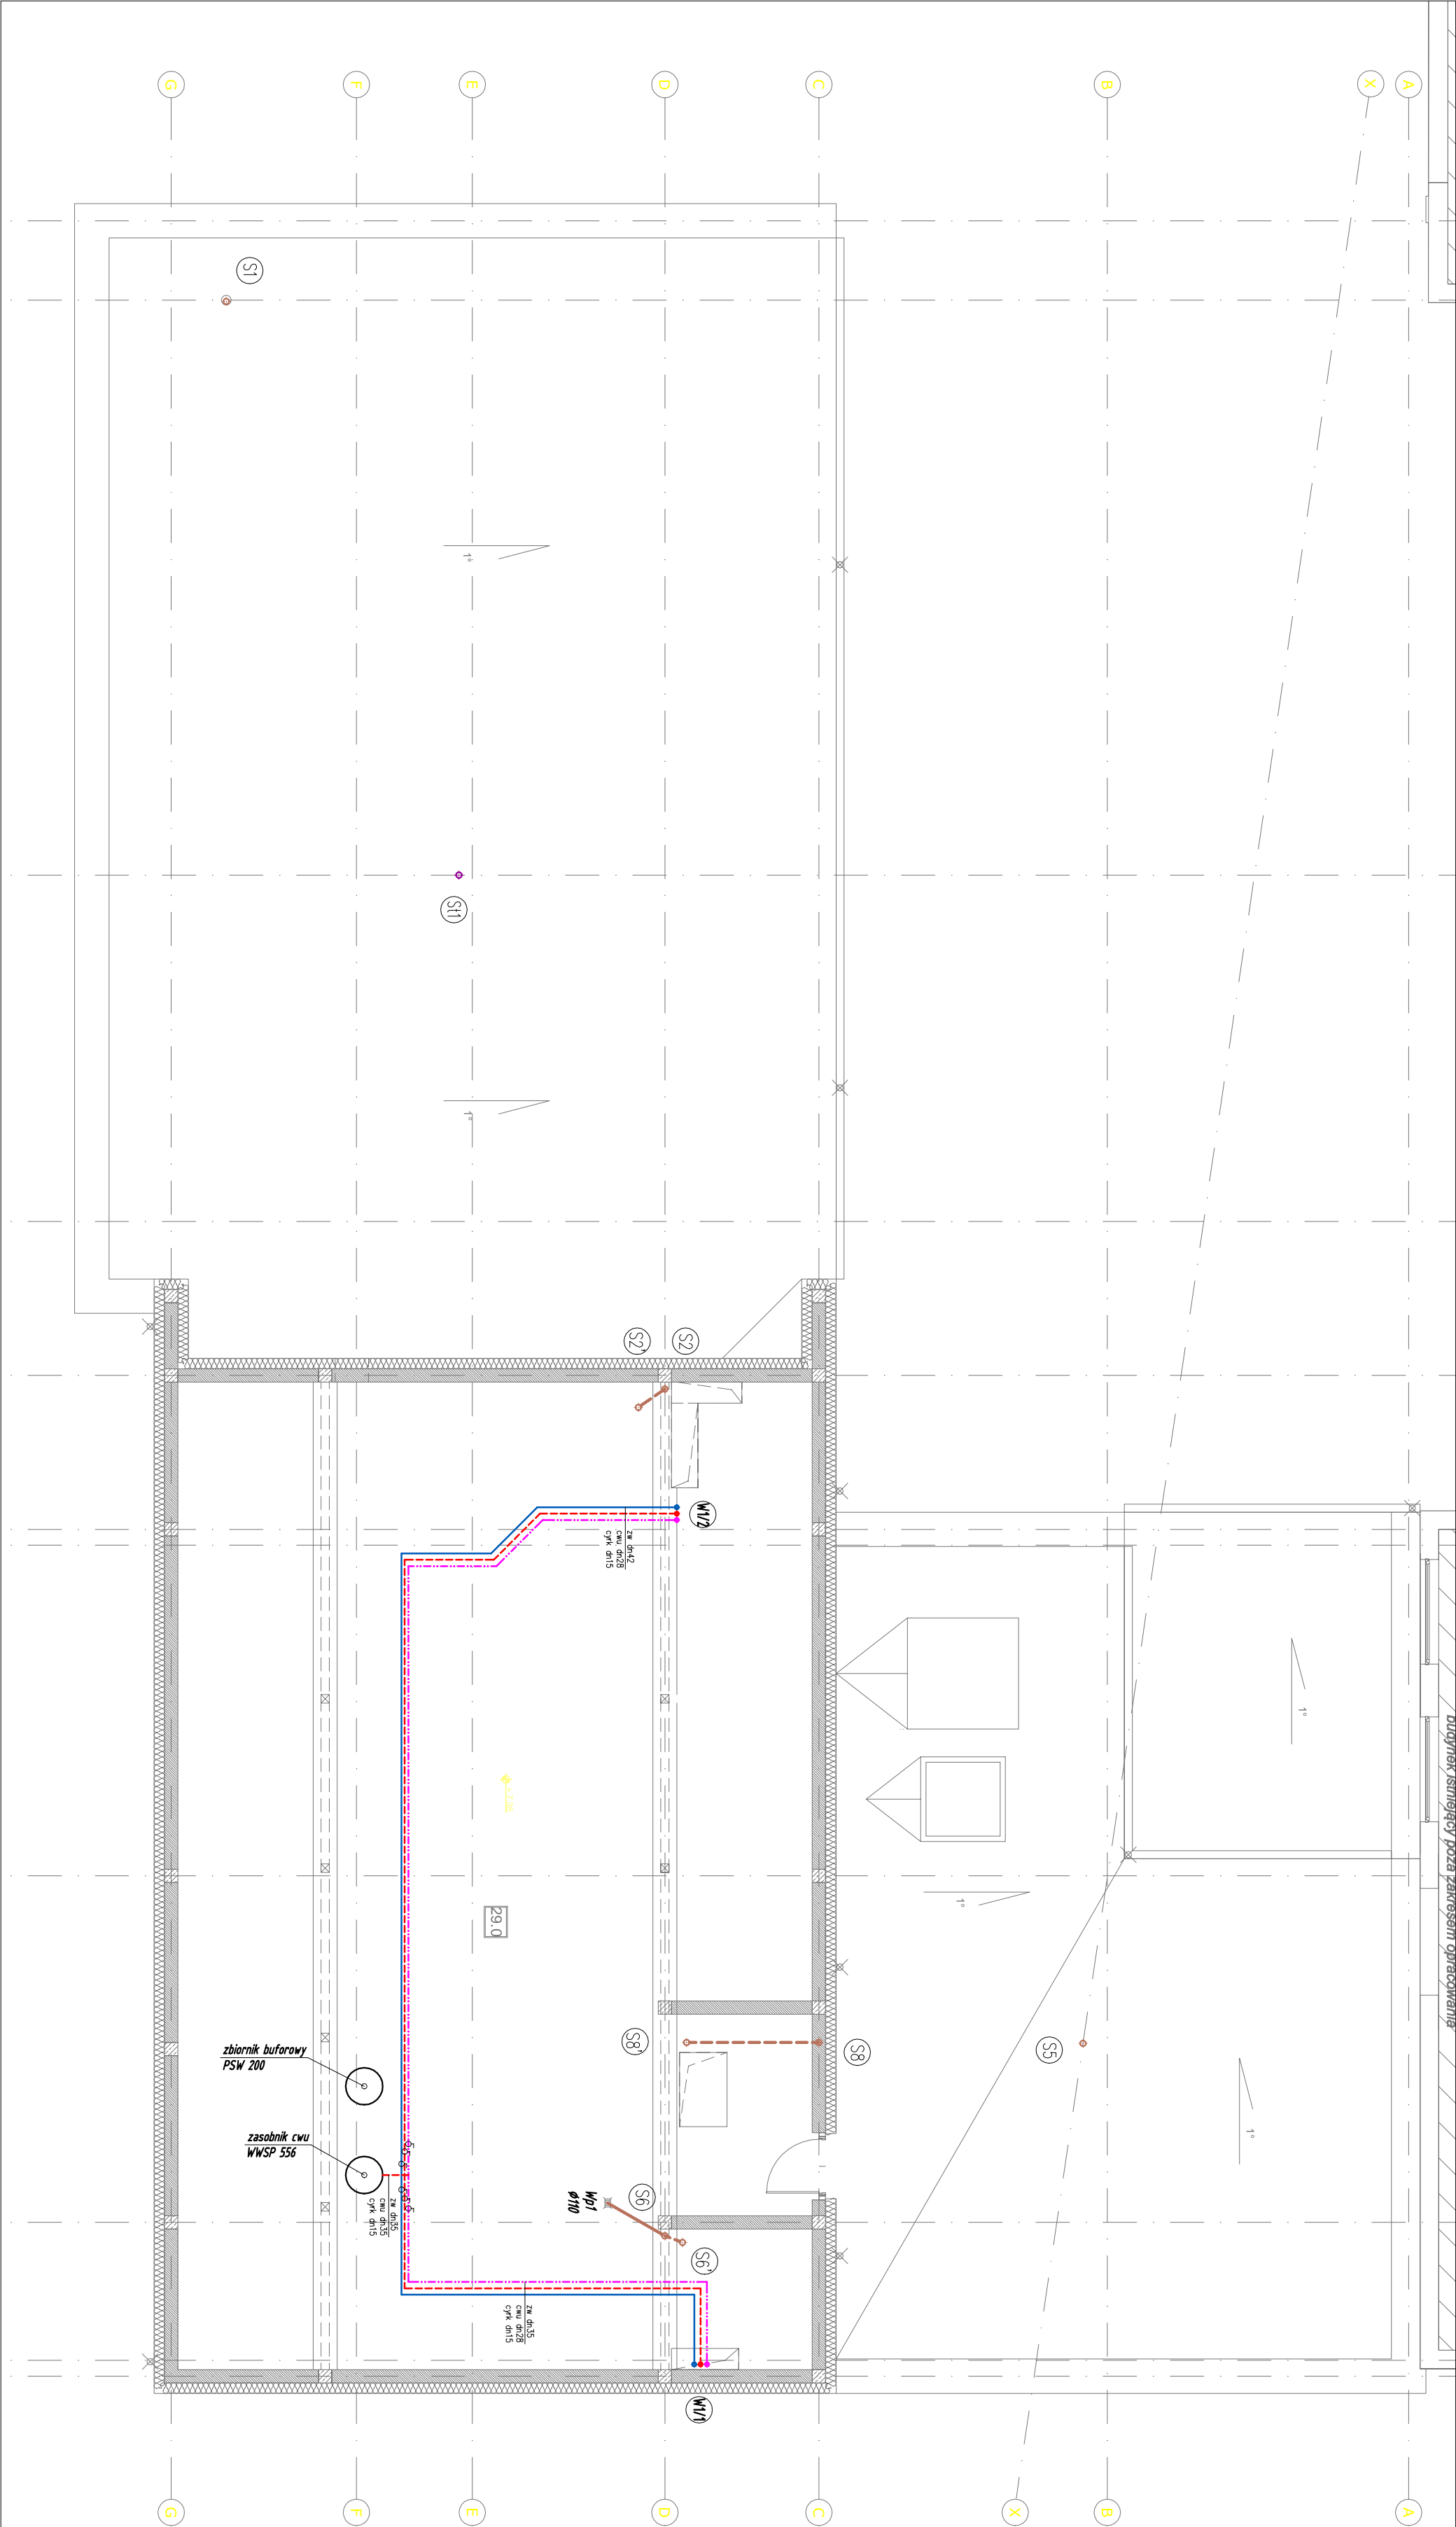 G
F
E
D
C
B
X
A
S1
1°
St1
1°
S2'
S2
W1/2
zw dn42
cwu dn28
cyrk dn15
1°
budynek istniejący poza zakresem opracowania
1°
29.0
S8'
S8
S5
1°
zbiornik buforowy
PSW 200
zasobnik cwu
WWSP 556
zw dn35
cwu dn35
cyrk dn15
S6
Wp1
ø110
S6'
zw dn35
cwu dn28
cyrk dn15
W1/1
G
F
E
D
C
X
B
A